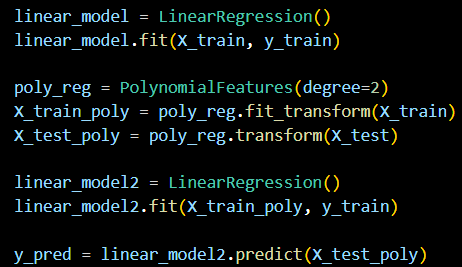 linear_model = LinearRegression()
linear_model.fit(X_train, y_train)
poly_reg = PolynomialFeatures(degree=2)
X_train_poly = poly_reg.fit_transform(X_train)
X_test_poly = poly_reg.transform(X_test)
linear_model2 = LinearRegression()
linear_model2.fit(X_train_poly, y_train)
y_pred = linear_model2.predict(X_test_poly)